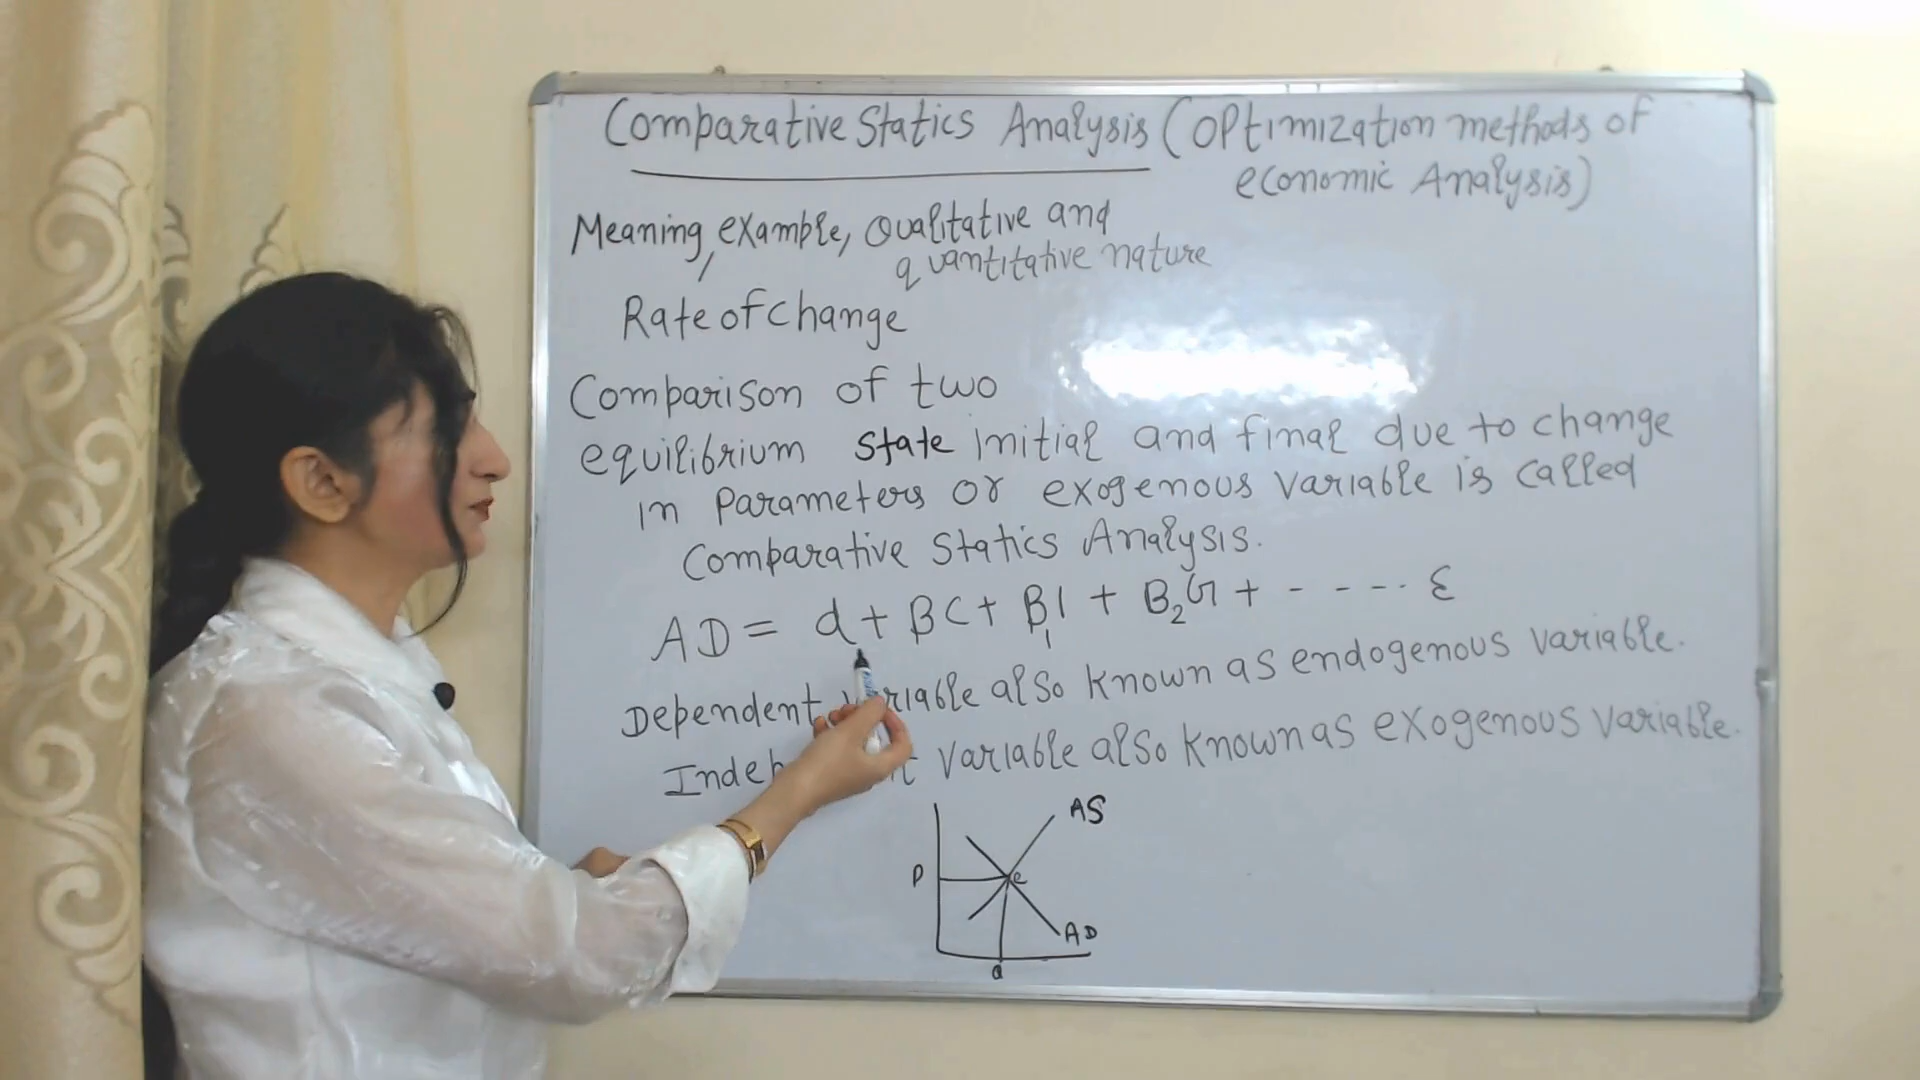 Comparative Statics Analysis (Optimization methods of
economic Analysis)
Meaning, example, Qualitative and
quantitative nature
Rate of change
Comparison of two
equilibrium state initial and final due to change
in Parameters or exogenous variable is called
Comparative Statics Analysis.
AD = α + BC + B₁I + B₂G + - - - - - ε
Dependent variable also known as endogenous variable.
variable also known as exogenous variable.
AS
P
e
AD
Q